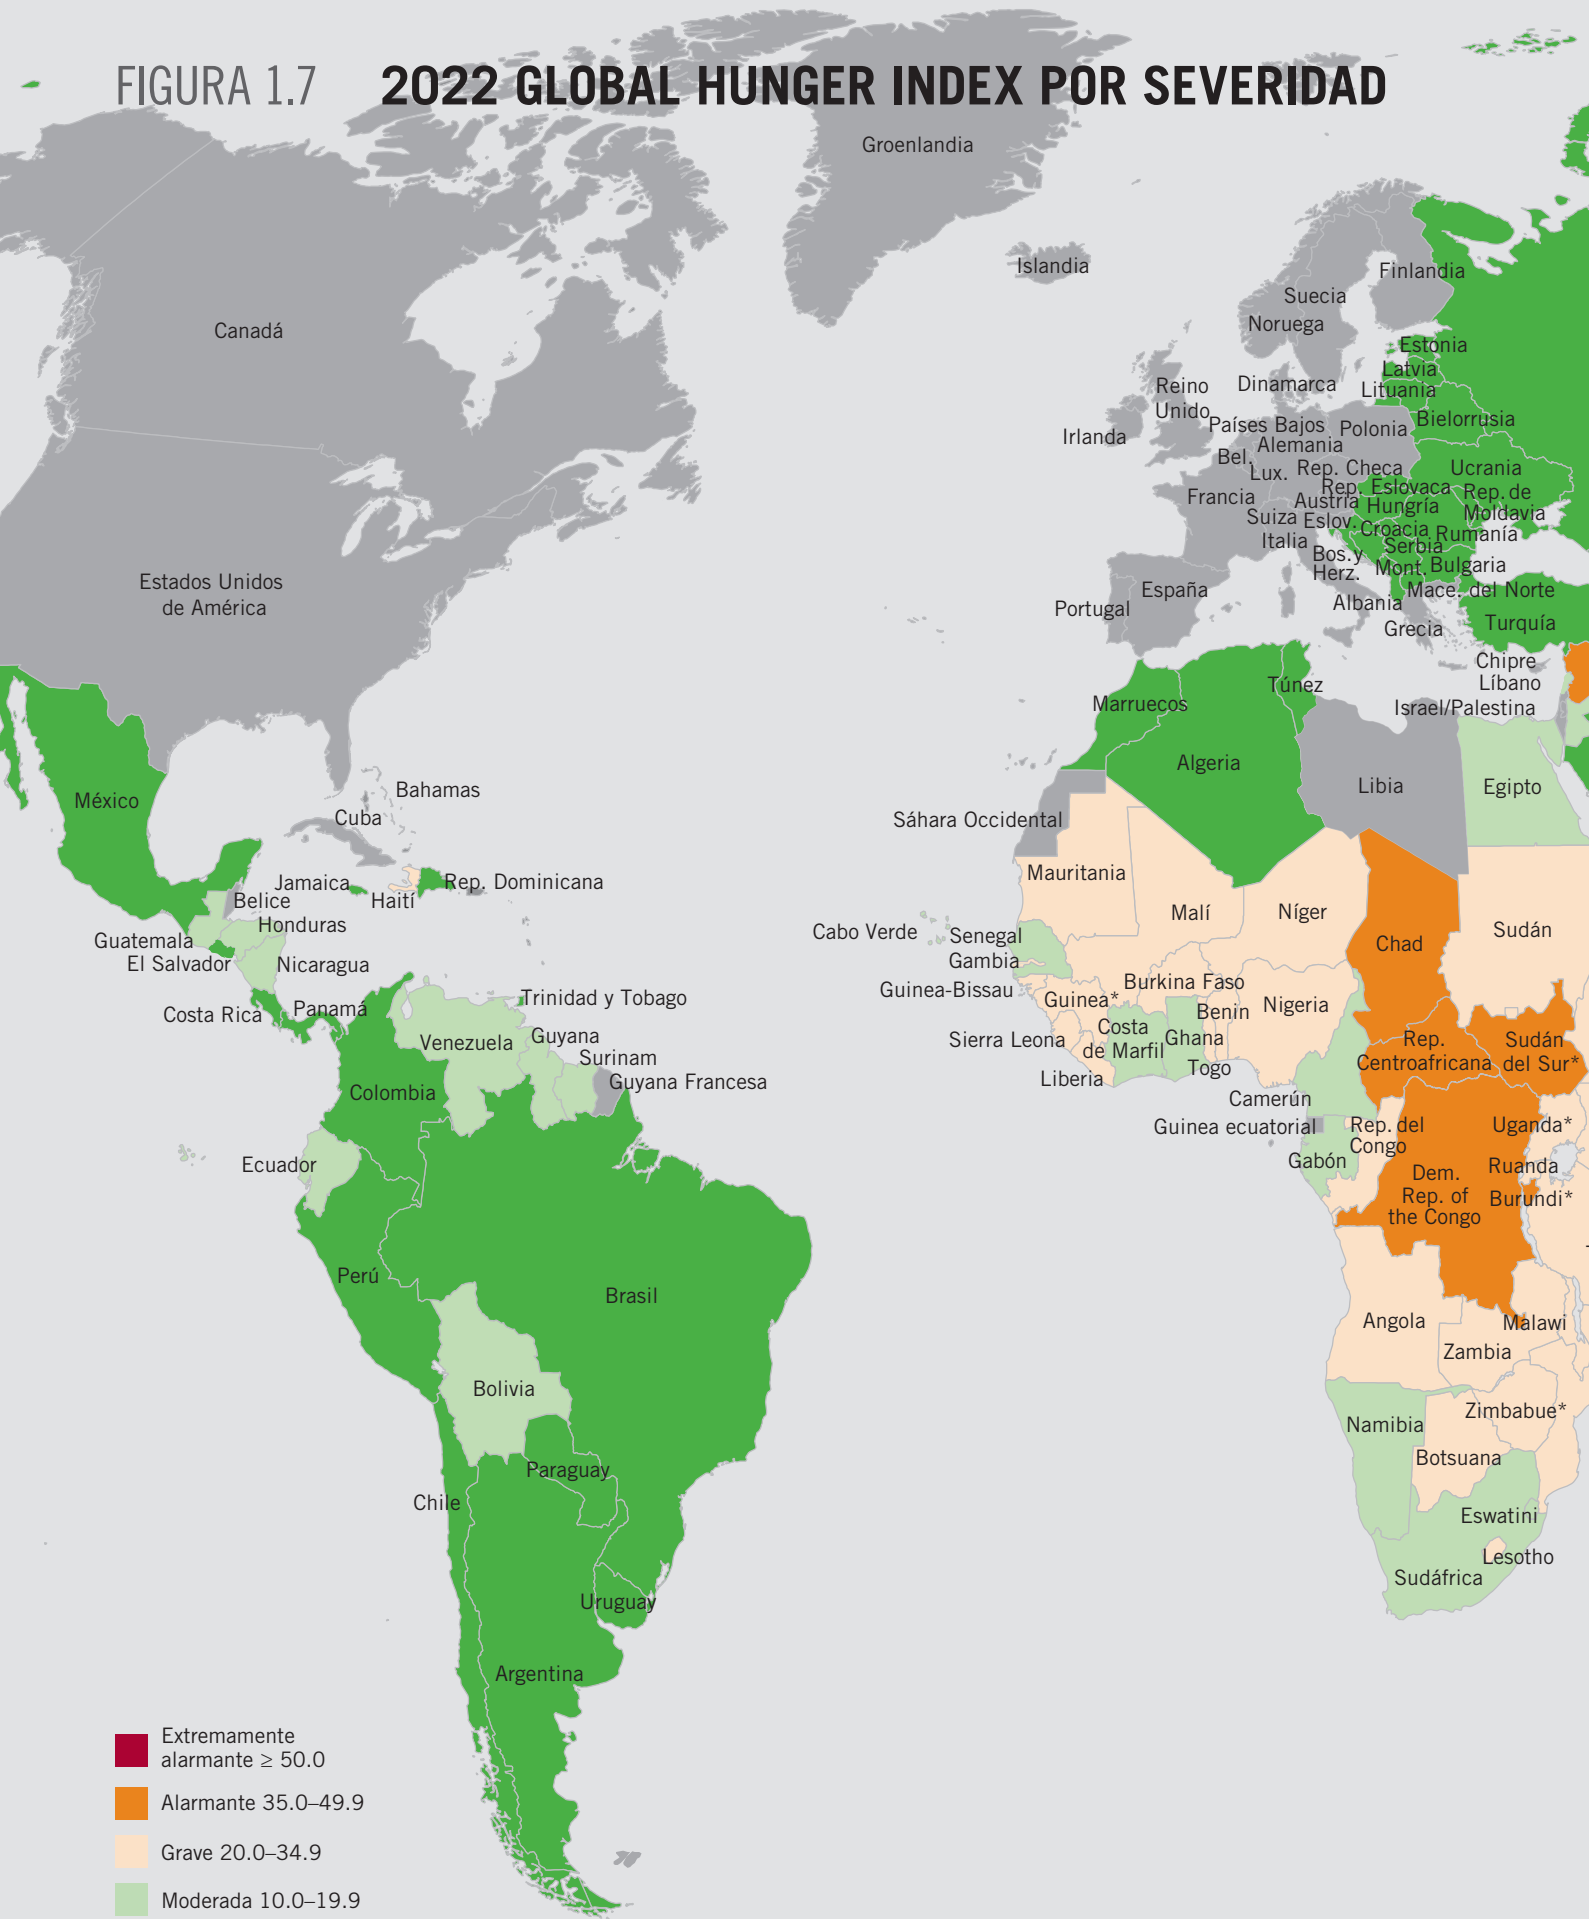 FIGURA 1.7 2022 GLOBAL HUNGER INDEX POR SEVERIDAD
Groenlandia
Islandia
Finlandia
Suecia
Noruega
Canadá
Estonia
Latvia
Lituania
Dinamarca
Reino
Unido
Bielorrusia
Países Bajos
Polonia
Irlanda
Alemania
Bel.
Lux.
Rep. Checa
Ucrania
Rep. Eslovaca
Rep. de
Moldavia
Francia
Austria
Hungría
Suiza
Eslov.
Croacia
Rumanía
Italia
Serbia
Bos.y
Herz.
Mont.
Bulgaria
Estados Unidos
de América
España
Mace. del Norte
Portugal
Albania
Grecia
Turquía
Chipre
Líbano
Israel/Palestina
Túnez
Marruecos
Algeria
Libia
Egipto
México
Bahamas
Cuba
Sáhara Occidental
Mauritania
Jamaica
Haití
Rep. Dominicana
Belice
Honduras
Guatemala
El Salvador
Nicaragua
Malí
Níger
Chad
Sudán
Cabo Verde
Senegal
Gambia
Guinea-Bissau
Guinea*
Burkina Faso
Benin
Nigeria
Costa Rica
Panamá
Trinidad y Tobago
Venezuela
Guyana
Surinam
Guyana Francesa
Sierra Leona
Costa
de Marfil
Ghana
Togo
Liberia
Rep.
Centroafricana
Sudán
del Sur*
Colombia
Camerún
Guinea ecuatorial
Rep. del
Congo
Uganda*
Ecuador
Gabón
Dem.
Rep. of
the Congo
Ruanda
Burundi*
Perú
Brasil
Angola
Malawi
Zambia
Bolivia
Namibia
Zimbabue*
Botsuana
Paraguay
Chile
Eswatini
Lesotho
Sudáfrica
Uruguay
Argentina
Extremamente
alarmante ≥ 50.0
Alarmante 35.0–49.9
Grave 20.0–34.9
Moderada 10.0–19.9